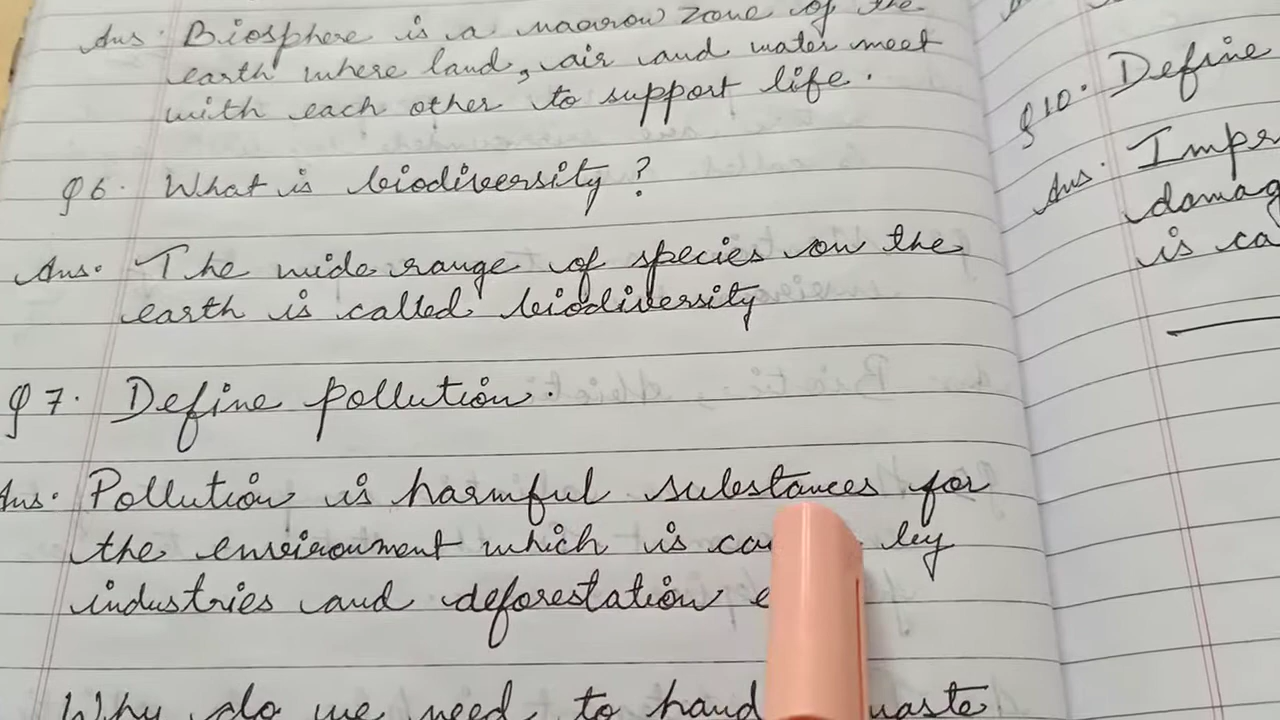 Ans. Biosphere is a narrow zone of the
earth where land, air and water meet
with each other to support life.
Q6. What is biodiversity?
Ans. The wide range of species on the
earth is called biodiversity
Q7. Define pollution.
Ans. Pollution is harmful substances for
the environment which is by
industries and deforestation
Why do we need to
Q10. Define
Ans.
is